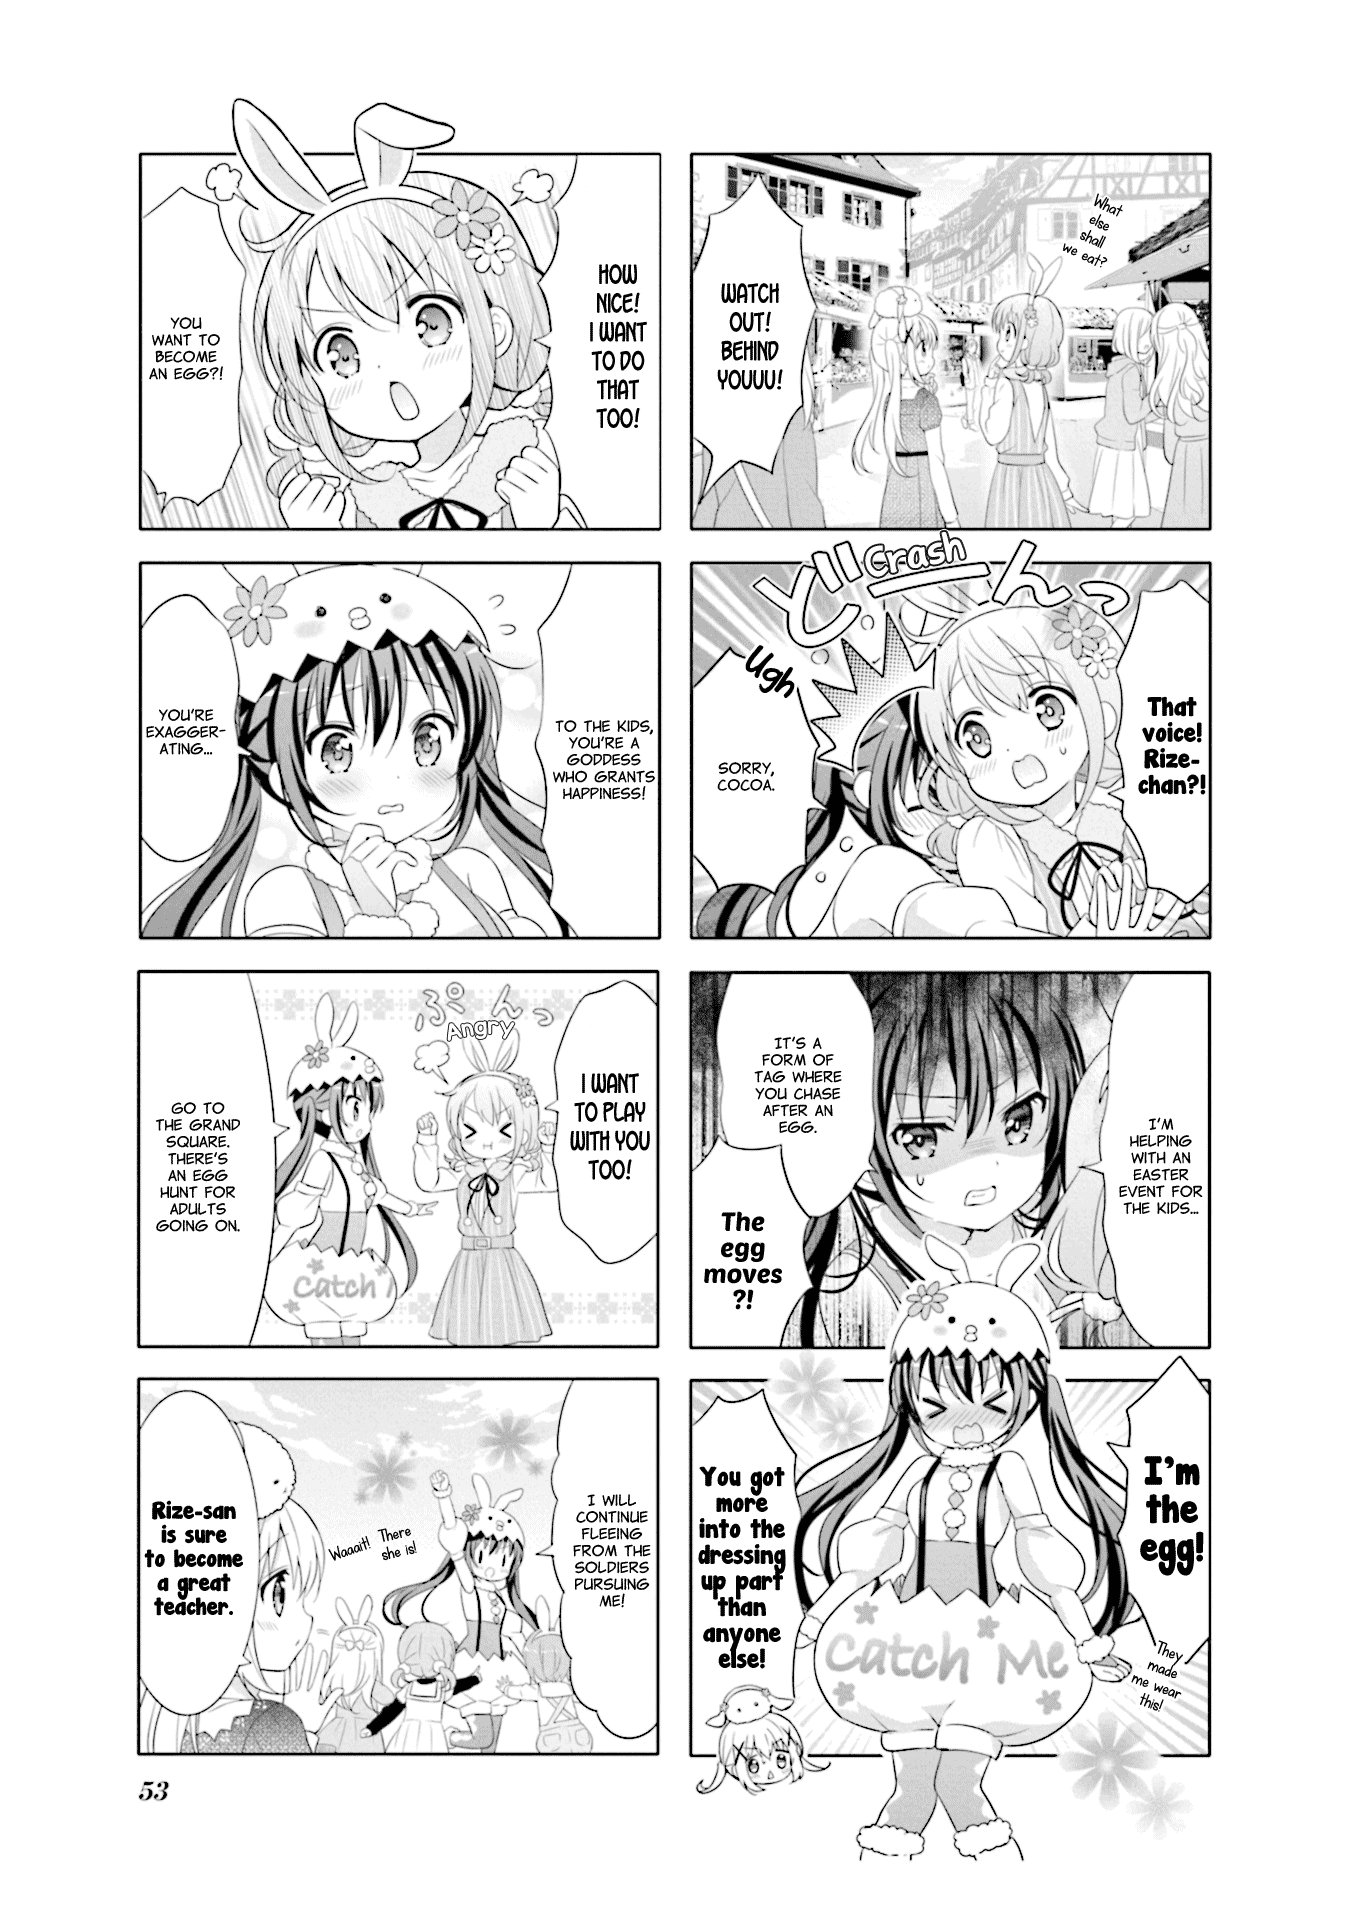 What
else
shall
we eat?
WATCH
OUT!
BEHIND
YOUUU!
ど
Crash
んっ
Ugh
That
voice!
Rize-
chan?!
SORRY,
COCOA.
I'M
HELPING
WITH AN
EASTER
EVENT FOR
THE KIDS...
IT'S A
FORM OF
TAG WHERE
YOU CHASE
AFTER AN
EGG.
The
egg
moves
?!
I'm
the
egg!
They
made
me wear
this!
Catch Me
You got
more
into the
dressing
up part
than
anyone
else!
HOW
NICE!
I WANT
TO DO
THAT
TOO!
YOU
WANT TO
BECOME
AN EGG?!
TO THE KIDS,
YOU'RE A
GODDESS
WHO GRANTS
HAPPINESS!
YOU'RE
EXAGGER-
ATING...
ぷんっ
Angry
I WANT
TO PLAY
WITH YOU
TOO!
GO TO
THE GRAND
SQUARE.
THERE'S
AN EGG
HUNT FOR
ADULTS
GOING ON.
Catch
I WILL
CONTINUE
FLEEING
FROM THE
SOLDIERS
PURSUING
ME!
Waaait! There
she is!
Rize-san
is sure
to become
a great
teacher.
53